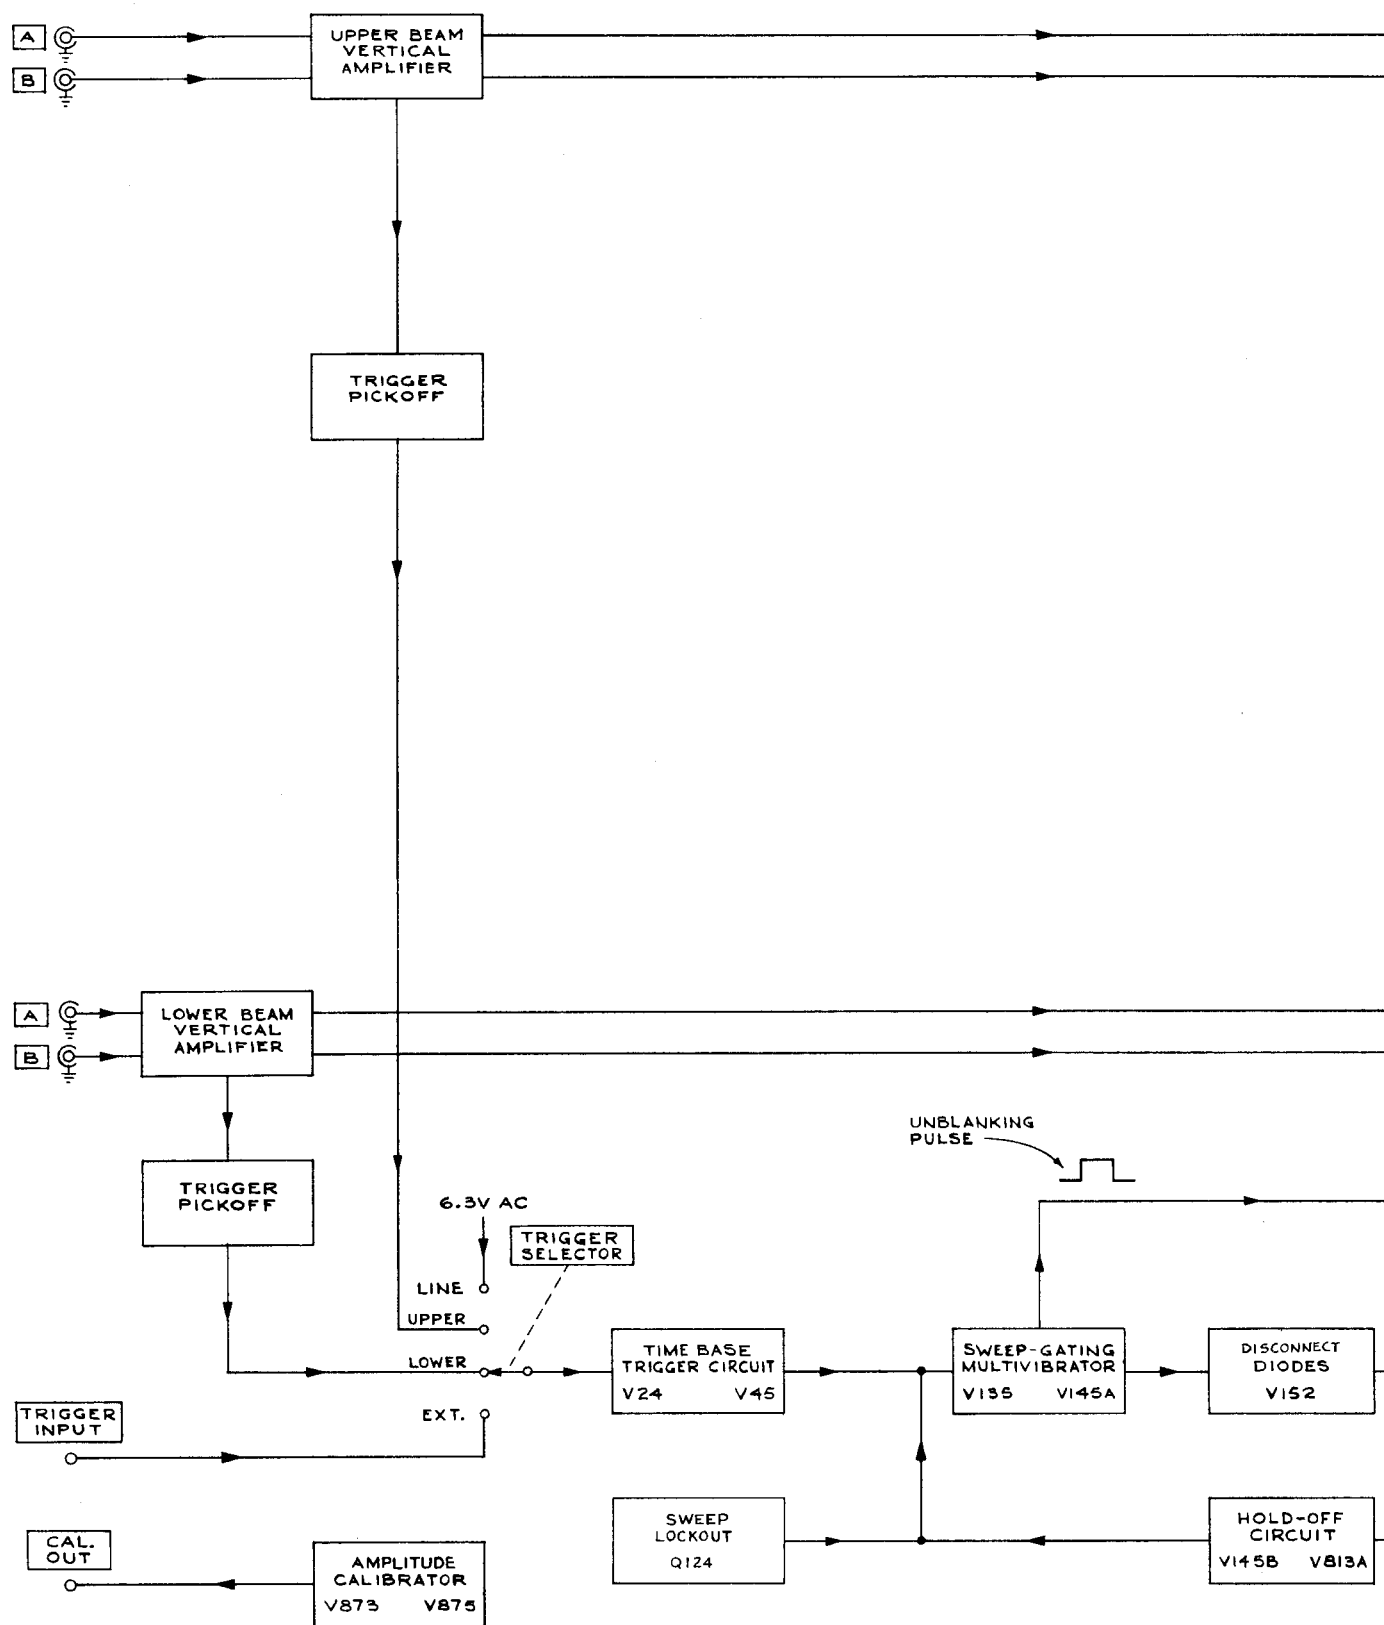 A
B
UPPER BEAM
VERTICAL
AMPLIFIER
TRIGGER
PICKOFF
A
B
LOWER BEAM
VERTICAL
AMPLIFIER
TRIGGER
PICKOFF
UNBLANKING
PULSE
6.3V AC
TRIGGER
SELECTOR
LINE
UPPER
LOWER
EXT.
TIME BASE
TRIGGER CIRCUIT
V24 V45
SWEEP-GATING
MULTIVIBRATOR
V135 V145A
DISCONNECT
DIODES
V152
TRIGGER
INPUT
SWEEP
LOCKOUT
Q124
HOLD-OFF
CIRCUIT
V145B V813A
CAL.
OUT
AMPLITUDE
CALIBRATOR
V873 V875